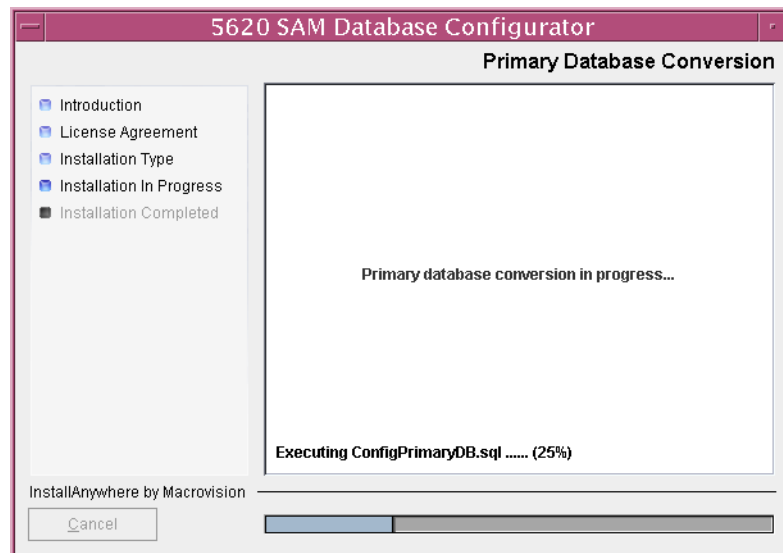 5620 SAM Database Configurator
Primary Database Conversion
Introduction
License Agreement
Installation Type
Installation In Progress
Installation Completed
Primary database conversion in progress...
Executing ConfigPrimaryDB.sql ...... (25%)
InstallAnywhere by Macrovision
Cancel